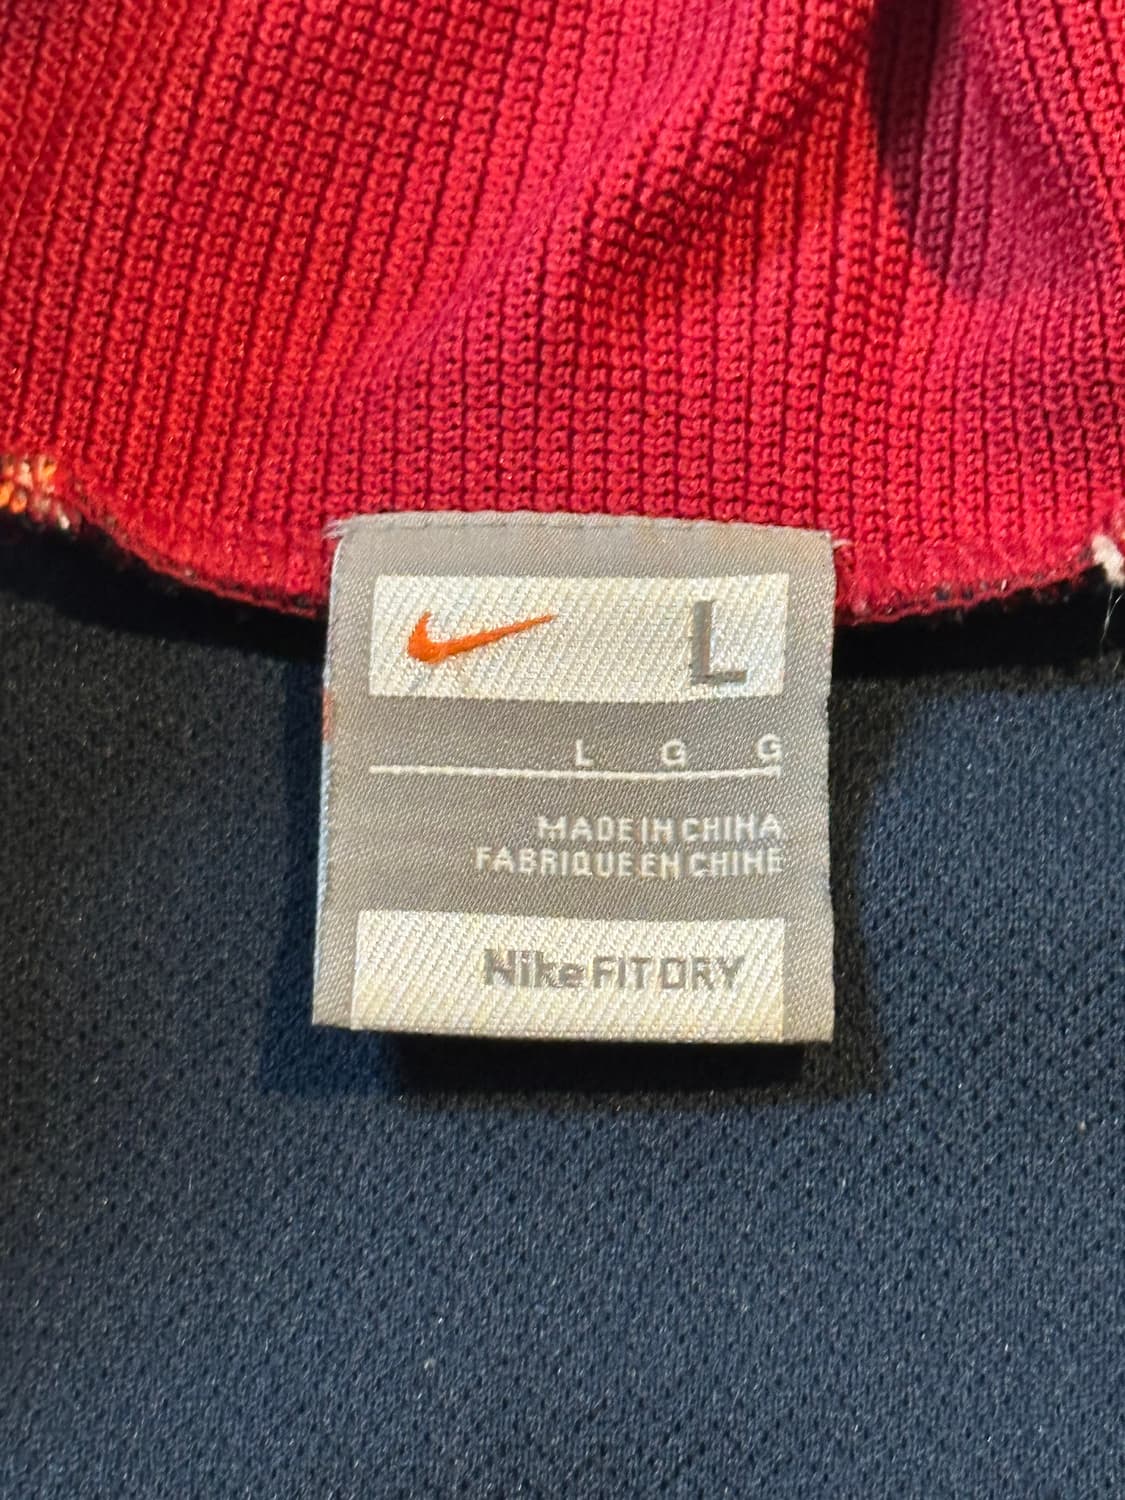 L
L G G
MADE IN CHINA
FABRIQUE EN CHINE
Nike FIT DRY